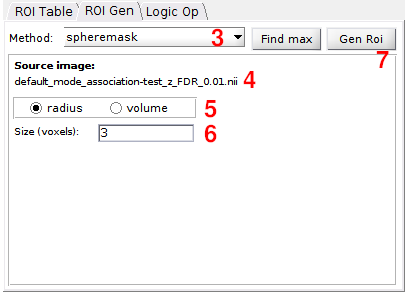 ROI Table ROI Gen Logic Op
Method: spheremask 3 Find max Gen Roi
7
Source image:
default_mode_association-test_z_FDR_0.01.nii 4
radius volume 5
Size (voxels): 3 6